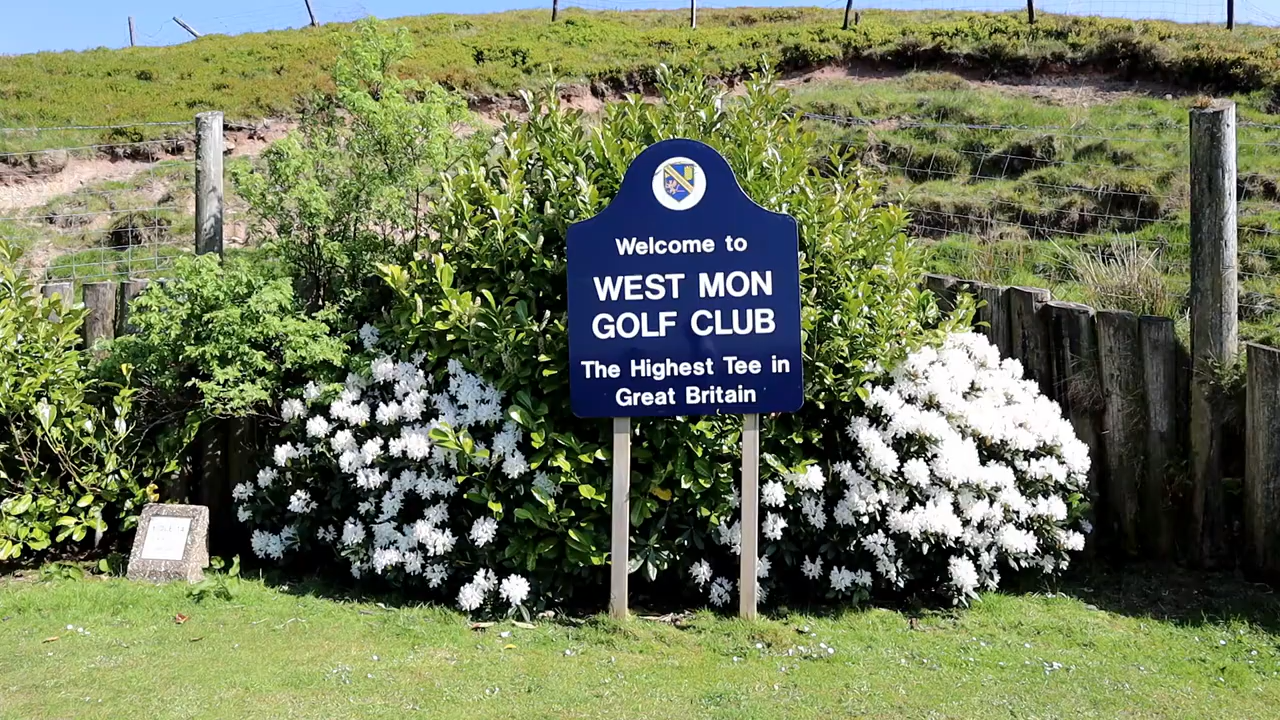 Welcome to
WEST MON
GOLF CLUB
The Highest Tee in
Great Britain